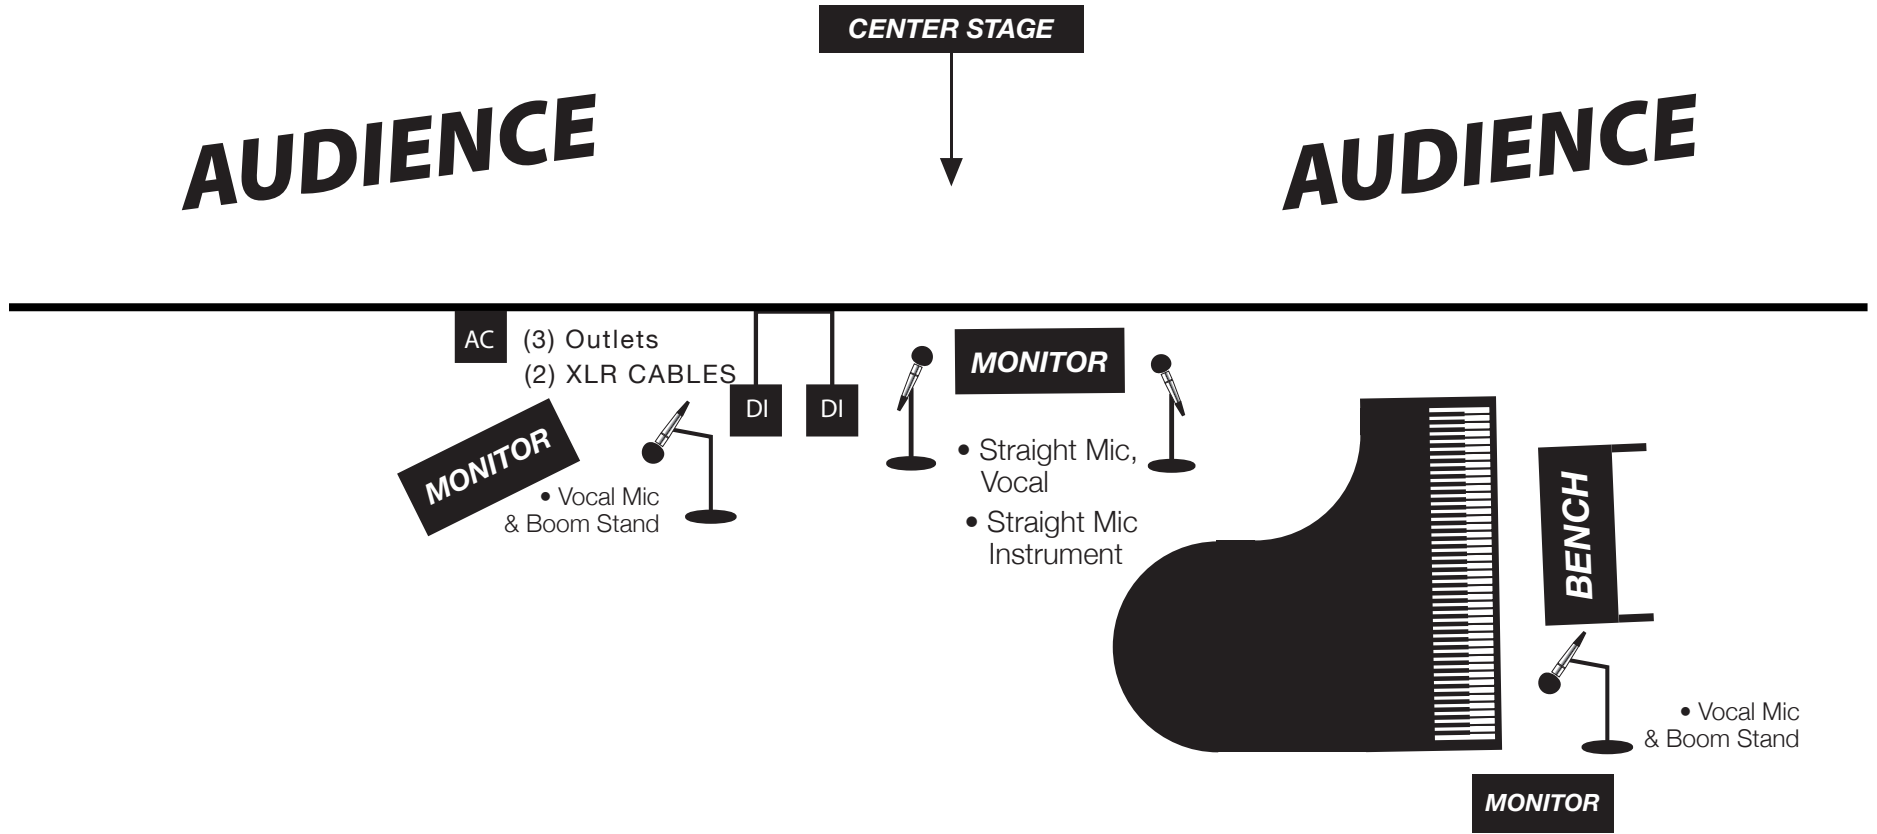 CENTER STAGE
AUDIENCE
AUDIENCE
AC
(3) Outlets
(2) XLR CABLES
DI
DI
MONITOR
MONITOR
• Vocal Mic
& Boom Stand
• Straight Mic,
Vocal
• Straight Mic
Instrument
BENCH
• Vocal Mic
& Boom Stand
MONITOR